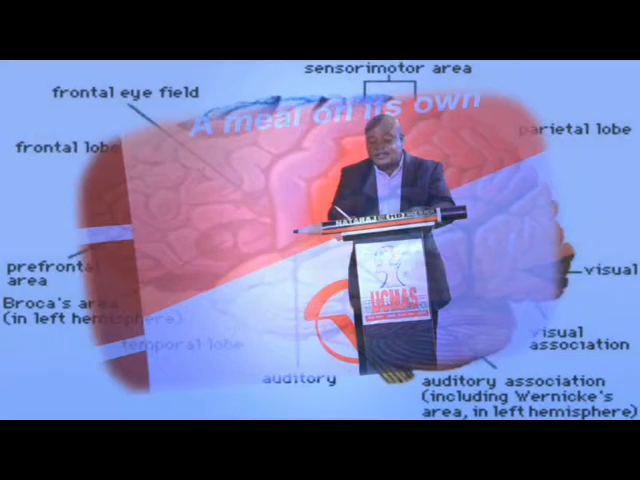 sensorimotor area
frontal eye field
A meal on its own
parietal lobe
frontal lobe
NATARAJ
prefrontal
area
visual
Broca's area
(in left hemisphere)
UCMAS
visual
association
temporal lobe
auditory
auditory association
(including Wernicke's
area, in left hemisphere)